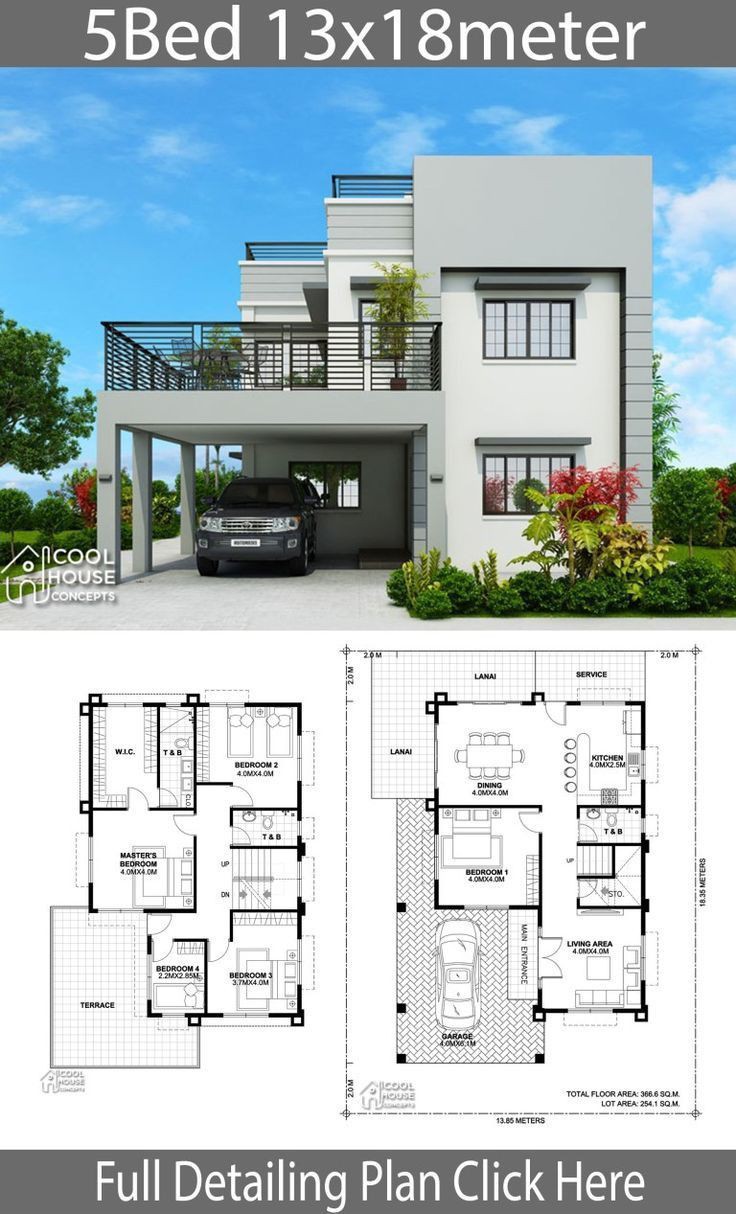 5Bed 13x18meter
COOL
HOUSE
CONCEPTS
W.I.C.
T & B
CLO
BEDROOM 2
4.0MX4.0M
T & B
MASTER'S
BEDROOM
4.0MX4.0M
UP
DN
BEDROOM 4
2.2MX2.85M
BEDROOM 3
3.7MX4.0M
TERRACE
COOL
HOUSE
CONCEPTS
2.0 M
2.0 M
2.0 M
LANAI
SERVICE
LANAI
KITCHEN
4.0MX2.5M
DINING
4.0MX4.0M
T & B
BEDROOM 1
4.0MX4.0M
UP
STO.
18.35 METERS
MAIN ENTRANCE
LIVING AREA
4.0MX4.0M
GARAGE
4.0MX6.1M
2.0 M
COOL
HOUSE
CONCEPTS
TOTAL FLOOR AREA: 366.6 SQ.M.
LOT AREA: 254.1 SQ.M.
13.85 METERS
Full Detailing Plan Click Here